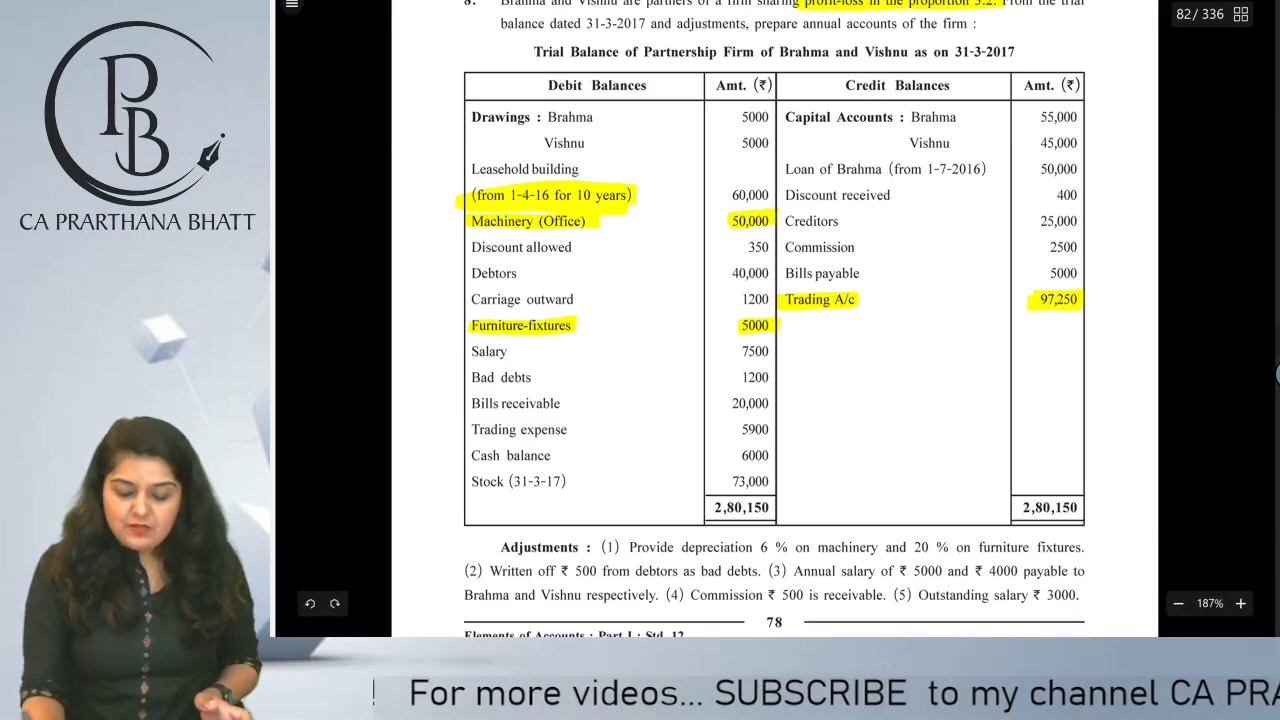 82 / 336
8. Brahma and Vishnu are partners of a firm sharing profit-loss in the proportion 3:2. From the trial
balance dated 31-3-2017 and adjustments, prepare annual accounts of the firm :
Trial Balance of Partnership Firm of Brahma and Vishnu as on 31-3-2017
Debit Balances Amt. (₹) Credit Balances Amt. (₹)
Drawings : Brahma 5000 Capital Accounts : Brahma 55,000
Vishnu 5000 Vishnu 45,000
Leasehold building Loan of Brahma (from 1-7-2016) 50,000
(from 1-4-16 for 10 years) 60,000 Discount received 400
Machinery (Office) 50,000 Creditors 25,000
Discount allowed 350 Commission 2500
Debtors 40,000 Bills payable 5000
Carriage outward 1200 Trading A/c 97,250
Furniture-fixtures 5000
Salary 7500
Bad debts 1200
Bills receivable 20,000
Trading expense 5900
Cash balance 6000
Stock (31-3-17) 73,000
2,80,150 2,80,150
Adjustments : (1) Provide depreciation 6 % on machinery and 20 % on furniture fixtures.
(2) Written off ₹ 500 from debtors as bad debts. (3) Annual salary of ₹ 5000 and ₹ 4000 payable to
Brahma and Vishnu respectively. (4) Commission ₹ 500 is receivable. (5) Outstanding salary ₹ 3000.
78
Elements of Accounts : Part I : Std. 12
187%
PB
CA PRARTHANA BHATT
! For more videos... SUBSCRIBE to my channel CA PRA